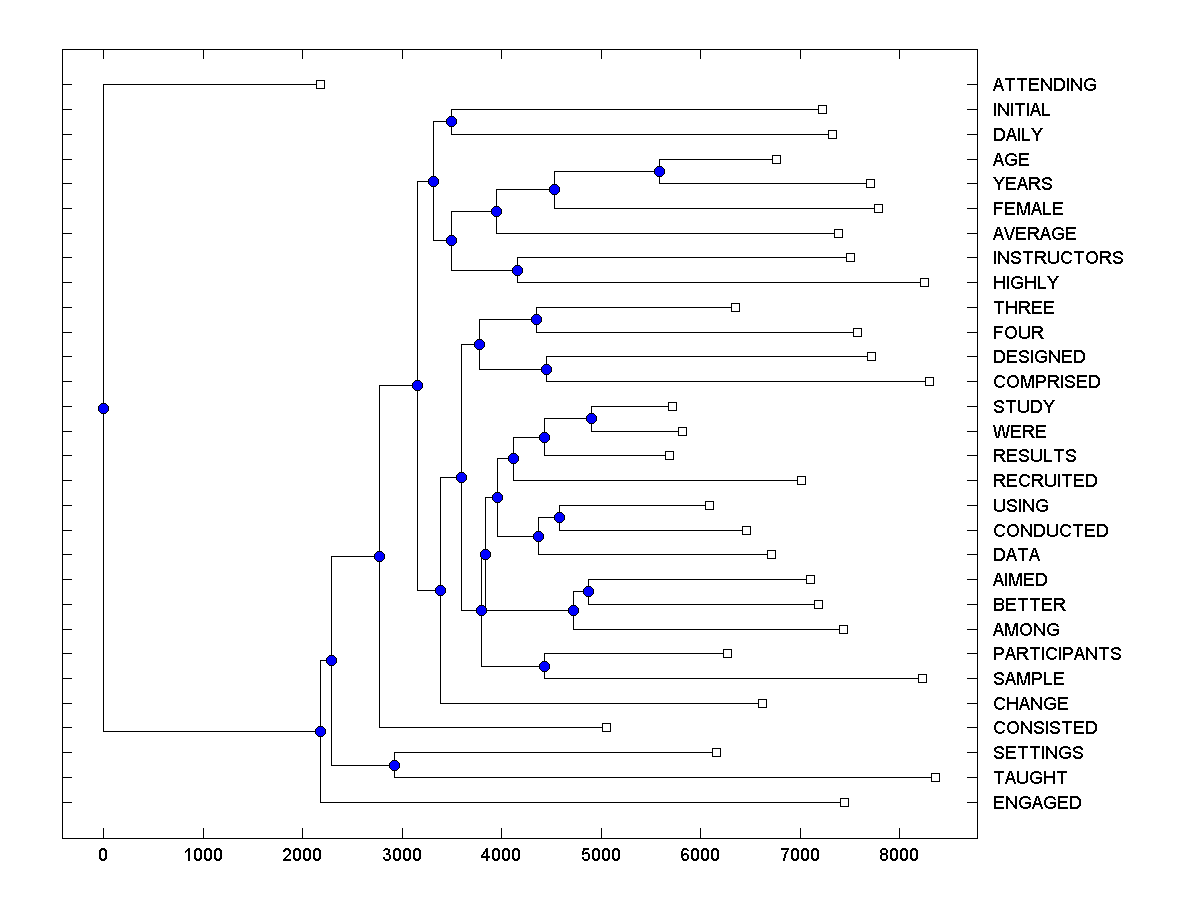 ATTENDING
INITIAL
DAILY
AGE
YEARS
FEMALE
AVERAGE
INSTRUCTORS
HIGHLY
THREE
FOUR
DESIGNED
COMPRISED
STUDY
WERE
RESULTS
RECRUITED
USING
CONDUCTED
DATA
AIMED
BETTER
AMONG
PARTICIPANTS
SAMPLE
CHANGE
CONSISTED
SETTINGS
TAUGHT
ENGAGED
0 1000 2000 3000 4000 5000 6000 7000 8000